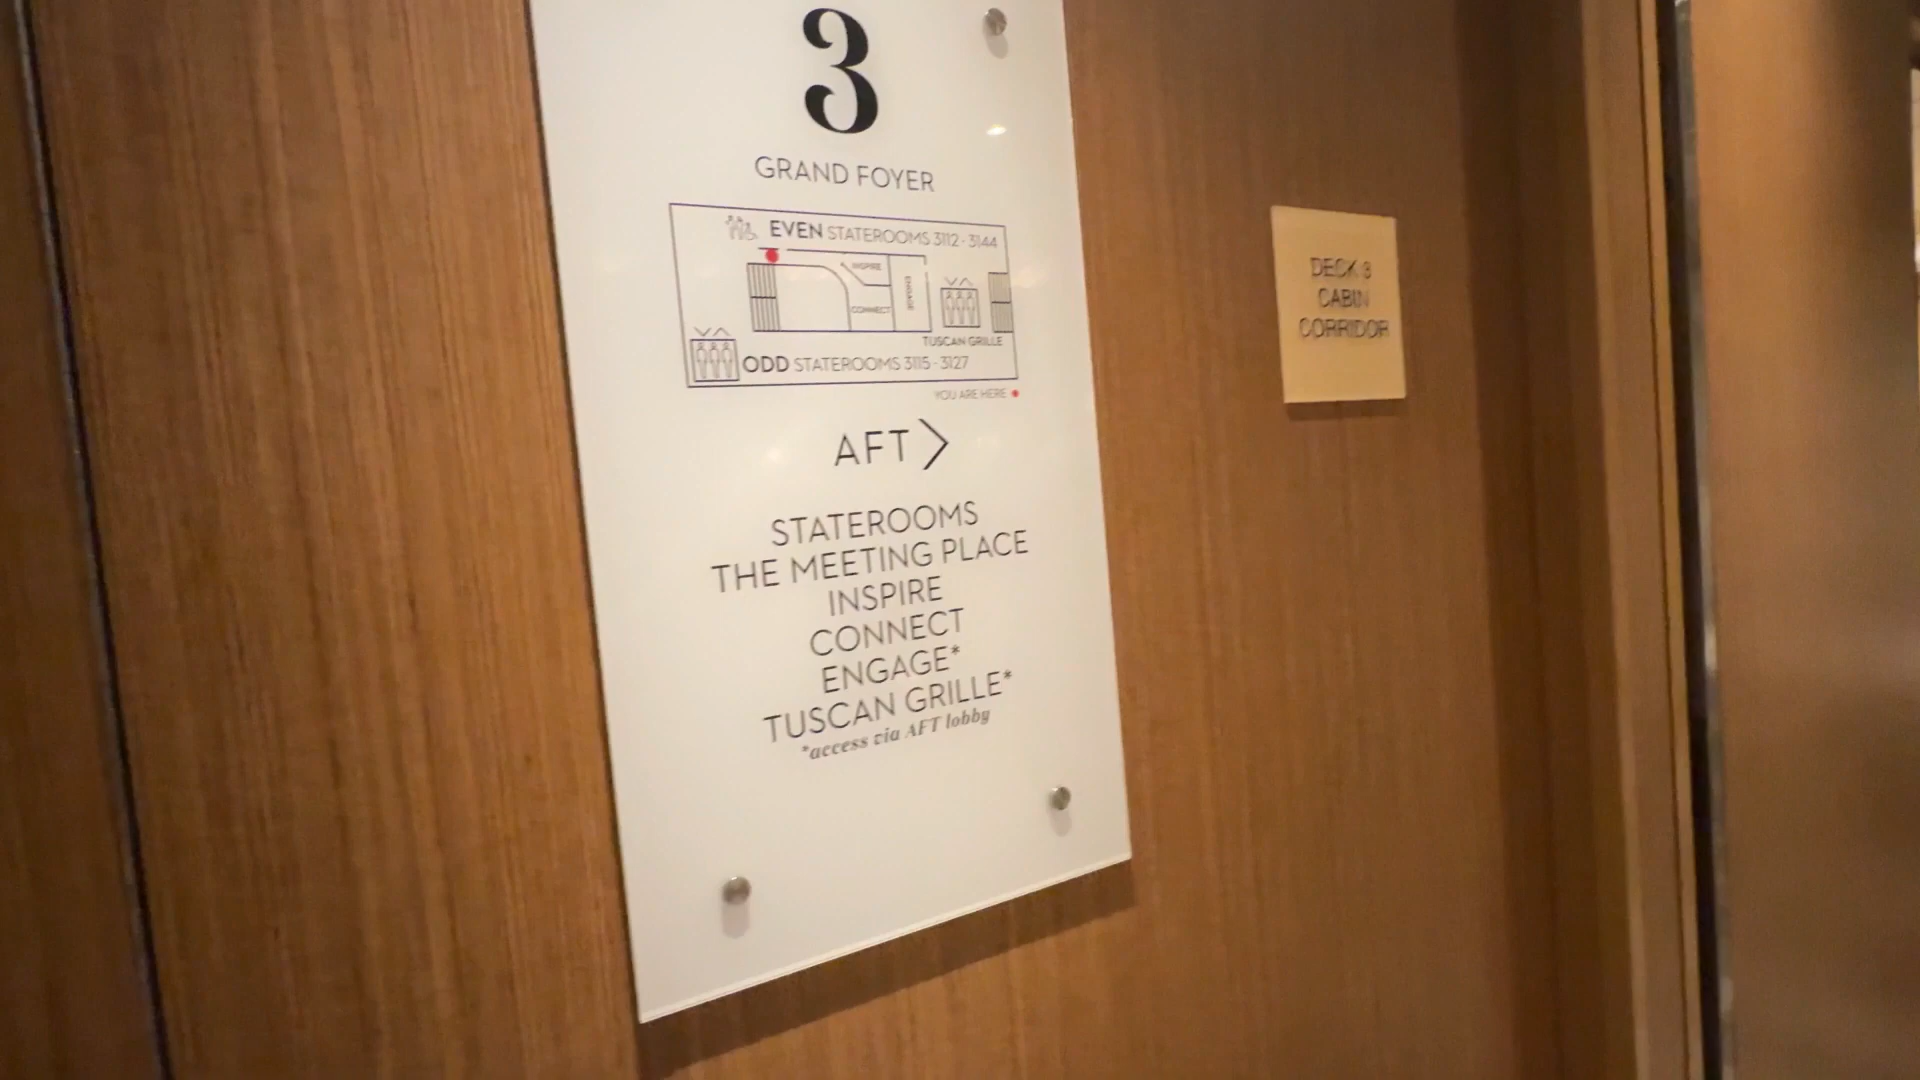 3
GRAND FOYER
EVEN STATEROOMS 3112 - 3144
INSPIRE
ENGAGE
CONNECT
TUSCAN GRILLE
ODD STATEROOMS 3115 - 3127
YOU ARE HERE
AFT >
STATEROOMS
THE MEETING PLACE
INSPIRE
CONNECT
ENGAGE*
TUSCAN GRILLE*
*access via AFT lobby
DECK 3
CABIN
CORRIDOR